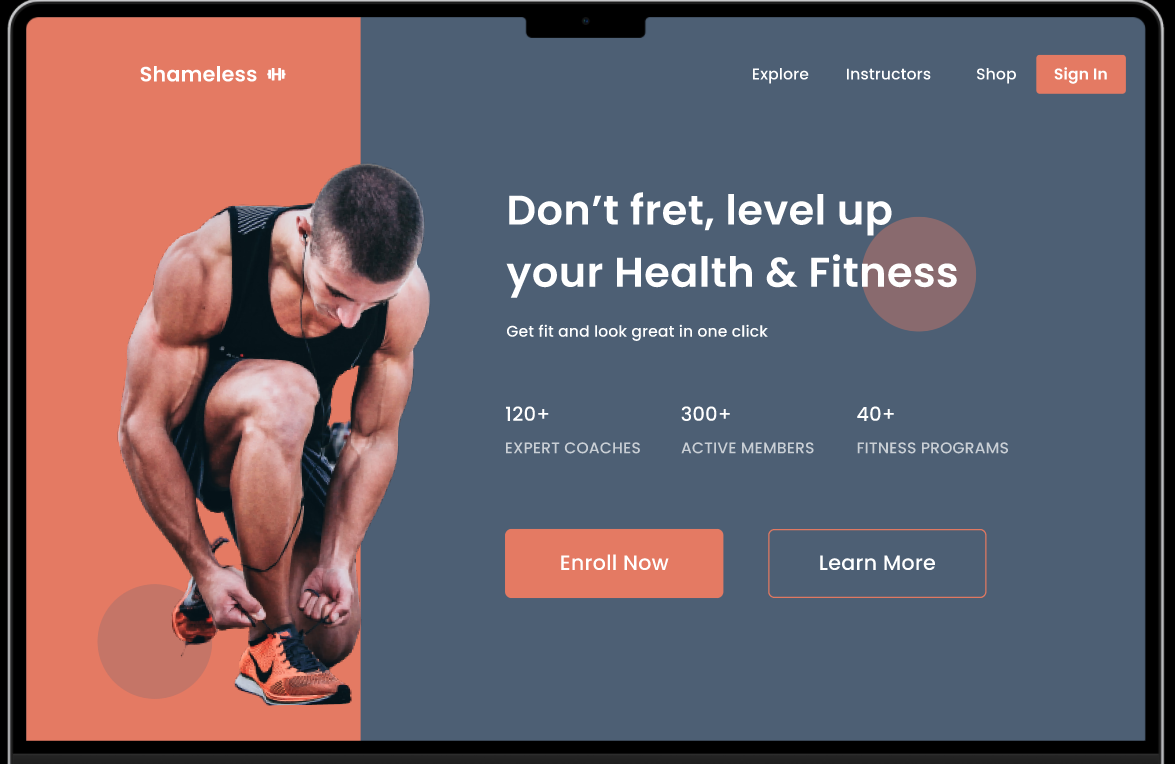 Shameless
Explore
Instructors
Shop
Sign In
Don’t fret, level up
your Health & Fitness
Get fit and look great in one click
120+
EXPERT COACHES
300+
ACTIVE MEMBERS
40+
FITNESS PROGRAMS
Enroll Now
Learn More